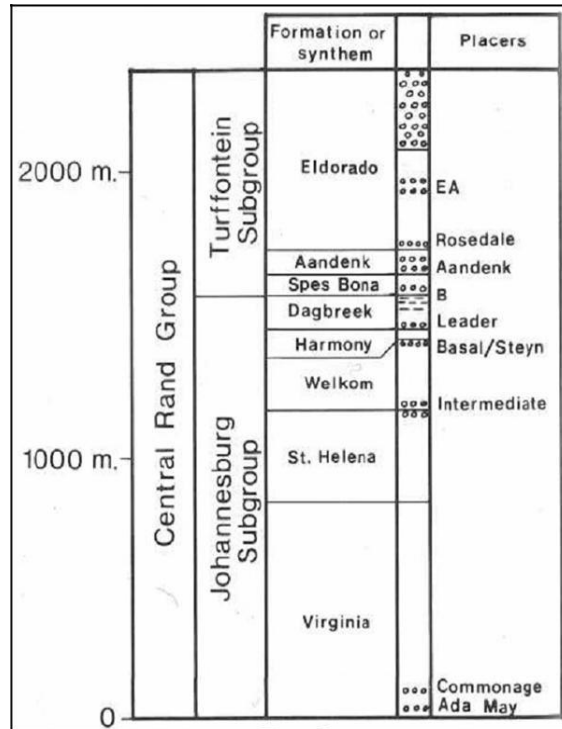 Formation or
synthem
Placers
2000 m.
1000 m.
0
Central Rand Group
Turffontein
Subgroup
Johannesburg
Subgroup
Eldorado
Aandenk
Spes Bona
Dagbreek
Harmony
Welkom
St. Helena
Virginia
EA
Rosedale
Aandenk
B
Leader
Basal/Steyn
Intermediate
Commonage
Ada May